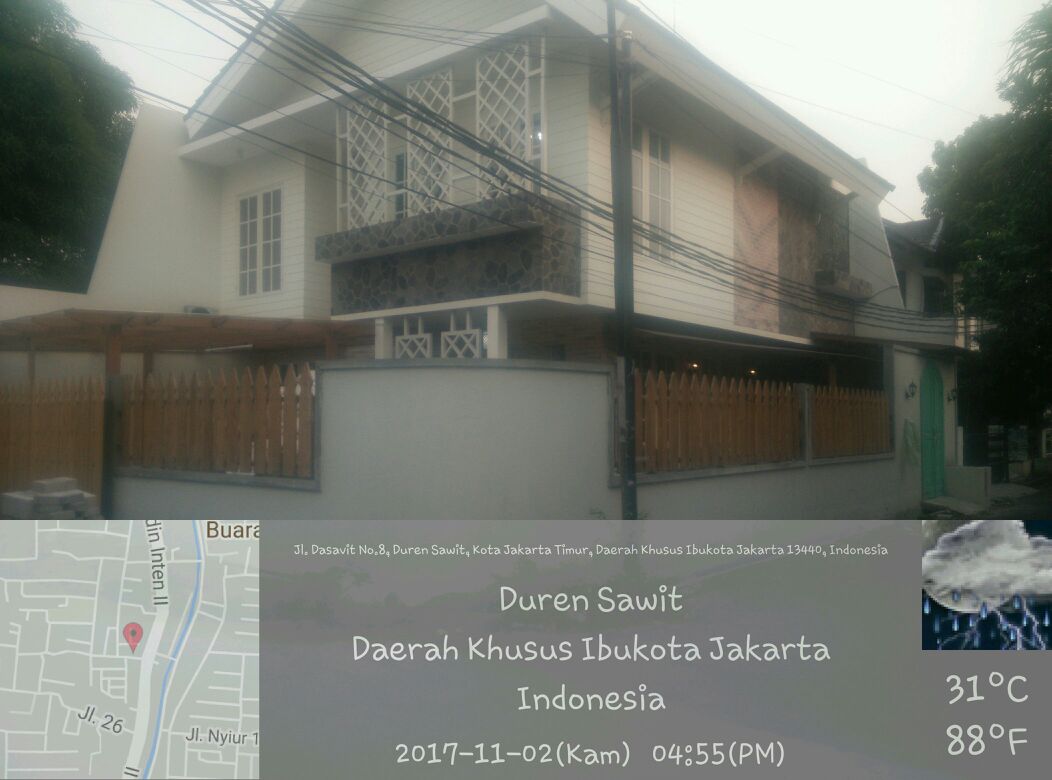 Jl. Dasavit No.8, Duren Sawit, Kota Jakarta Timur, Daerah Khusus Ibukota Jakarta 13440, Indonesia
Duren Sawit
Daerah Khusus Ibukota Jakarta
Indonesia
2017-11-02(Kam) 04:55(PM)
31°C
88°F
Buara
din Inten II
Jl. 26
Jl. Nyiur 1
II